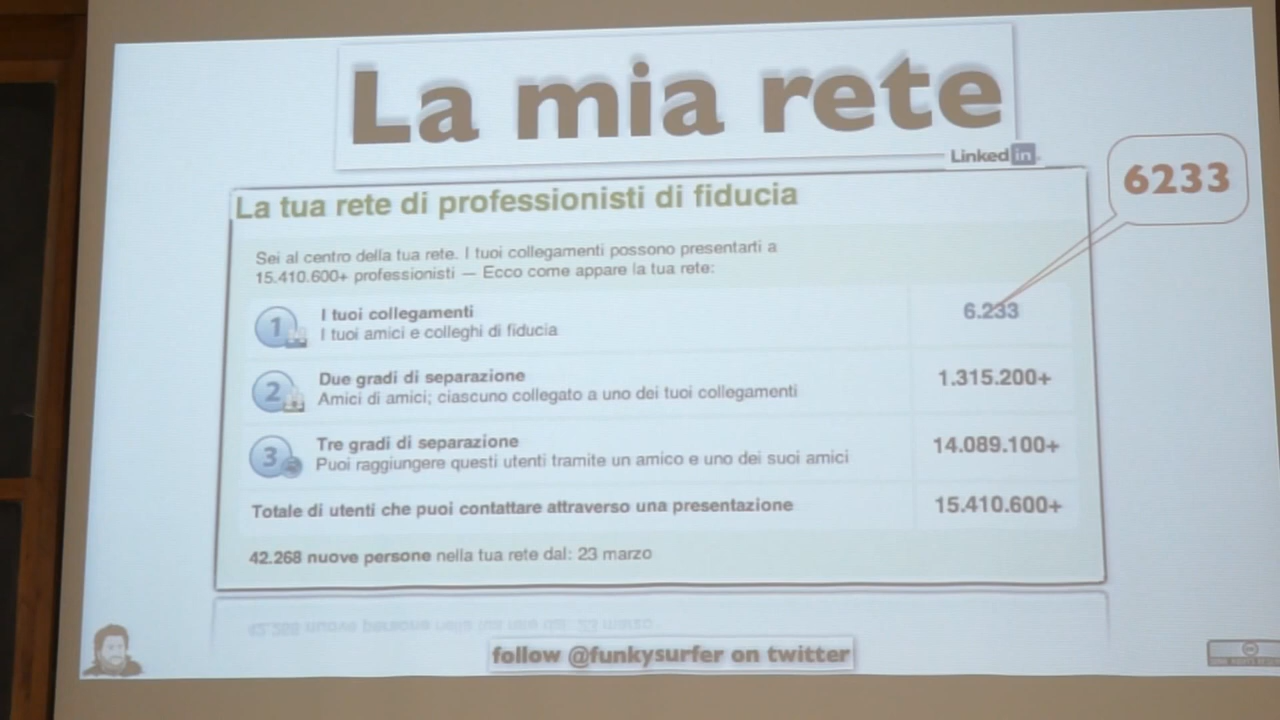 La mia rete
Linked in
6233
La tua rete di professionisti di fiducia
Sei al centro della tua rete. I tuoi collegamenti possono presentarti a
15.410.600+ professionisti — Ecco come appare la tua rete:
1 I tuoi collegamenti
I tuoi amici e colleghi di fiducia
6.233
2 Due gradi di separazione
Amici di amici; ciascuno collegato a uno dei tuoi collegamenti
1.315.200+
3 Tre gradi di separazione
Puoi raggiungere questi utenti tramite un amico e uno dei suoi amici
14.089.100+
Totale di utenti che puoi contattare attraverso una presentazione
15.410.600+
42.268 nuove persone nella tua rete dal: 23 marzo
follow @funkysurfer on twitter